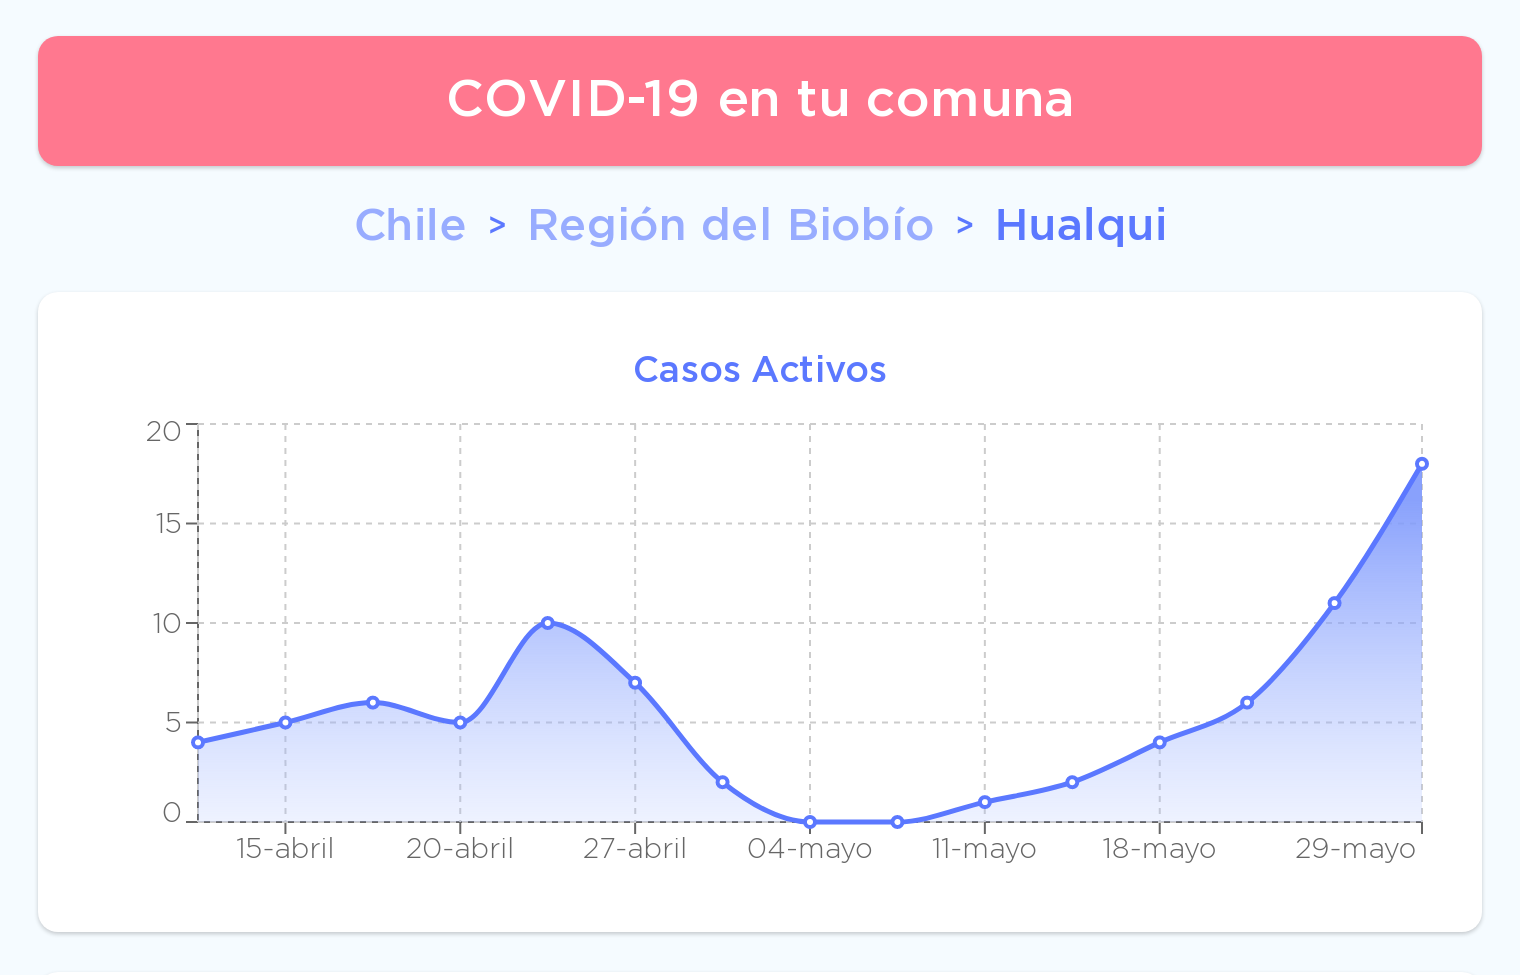 COVID-19 en tu comuna
Chile > Región del Biobío > Hualqui
Casos Activos
20
15
10
5
0
15-abril 20-abril 27-abril 04-mayo 11-mayo 18-mayo 29-mayo